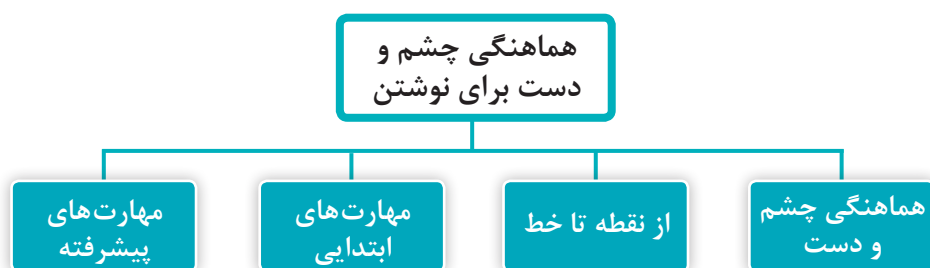 هماهنگی چشم و
دست برای نوشتن
هماهنگی چشم
و دست
از نقطه تا خط
مهارت‌های
ابتدایی
مهارت‌های
پیشرفته